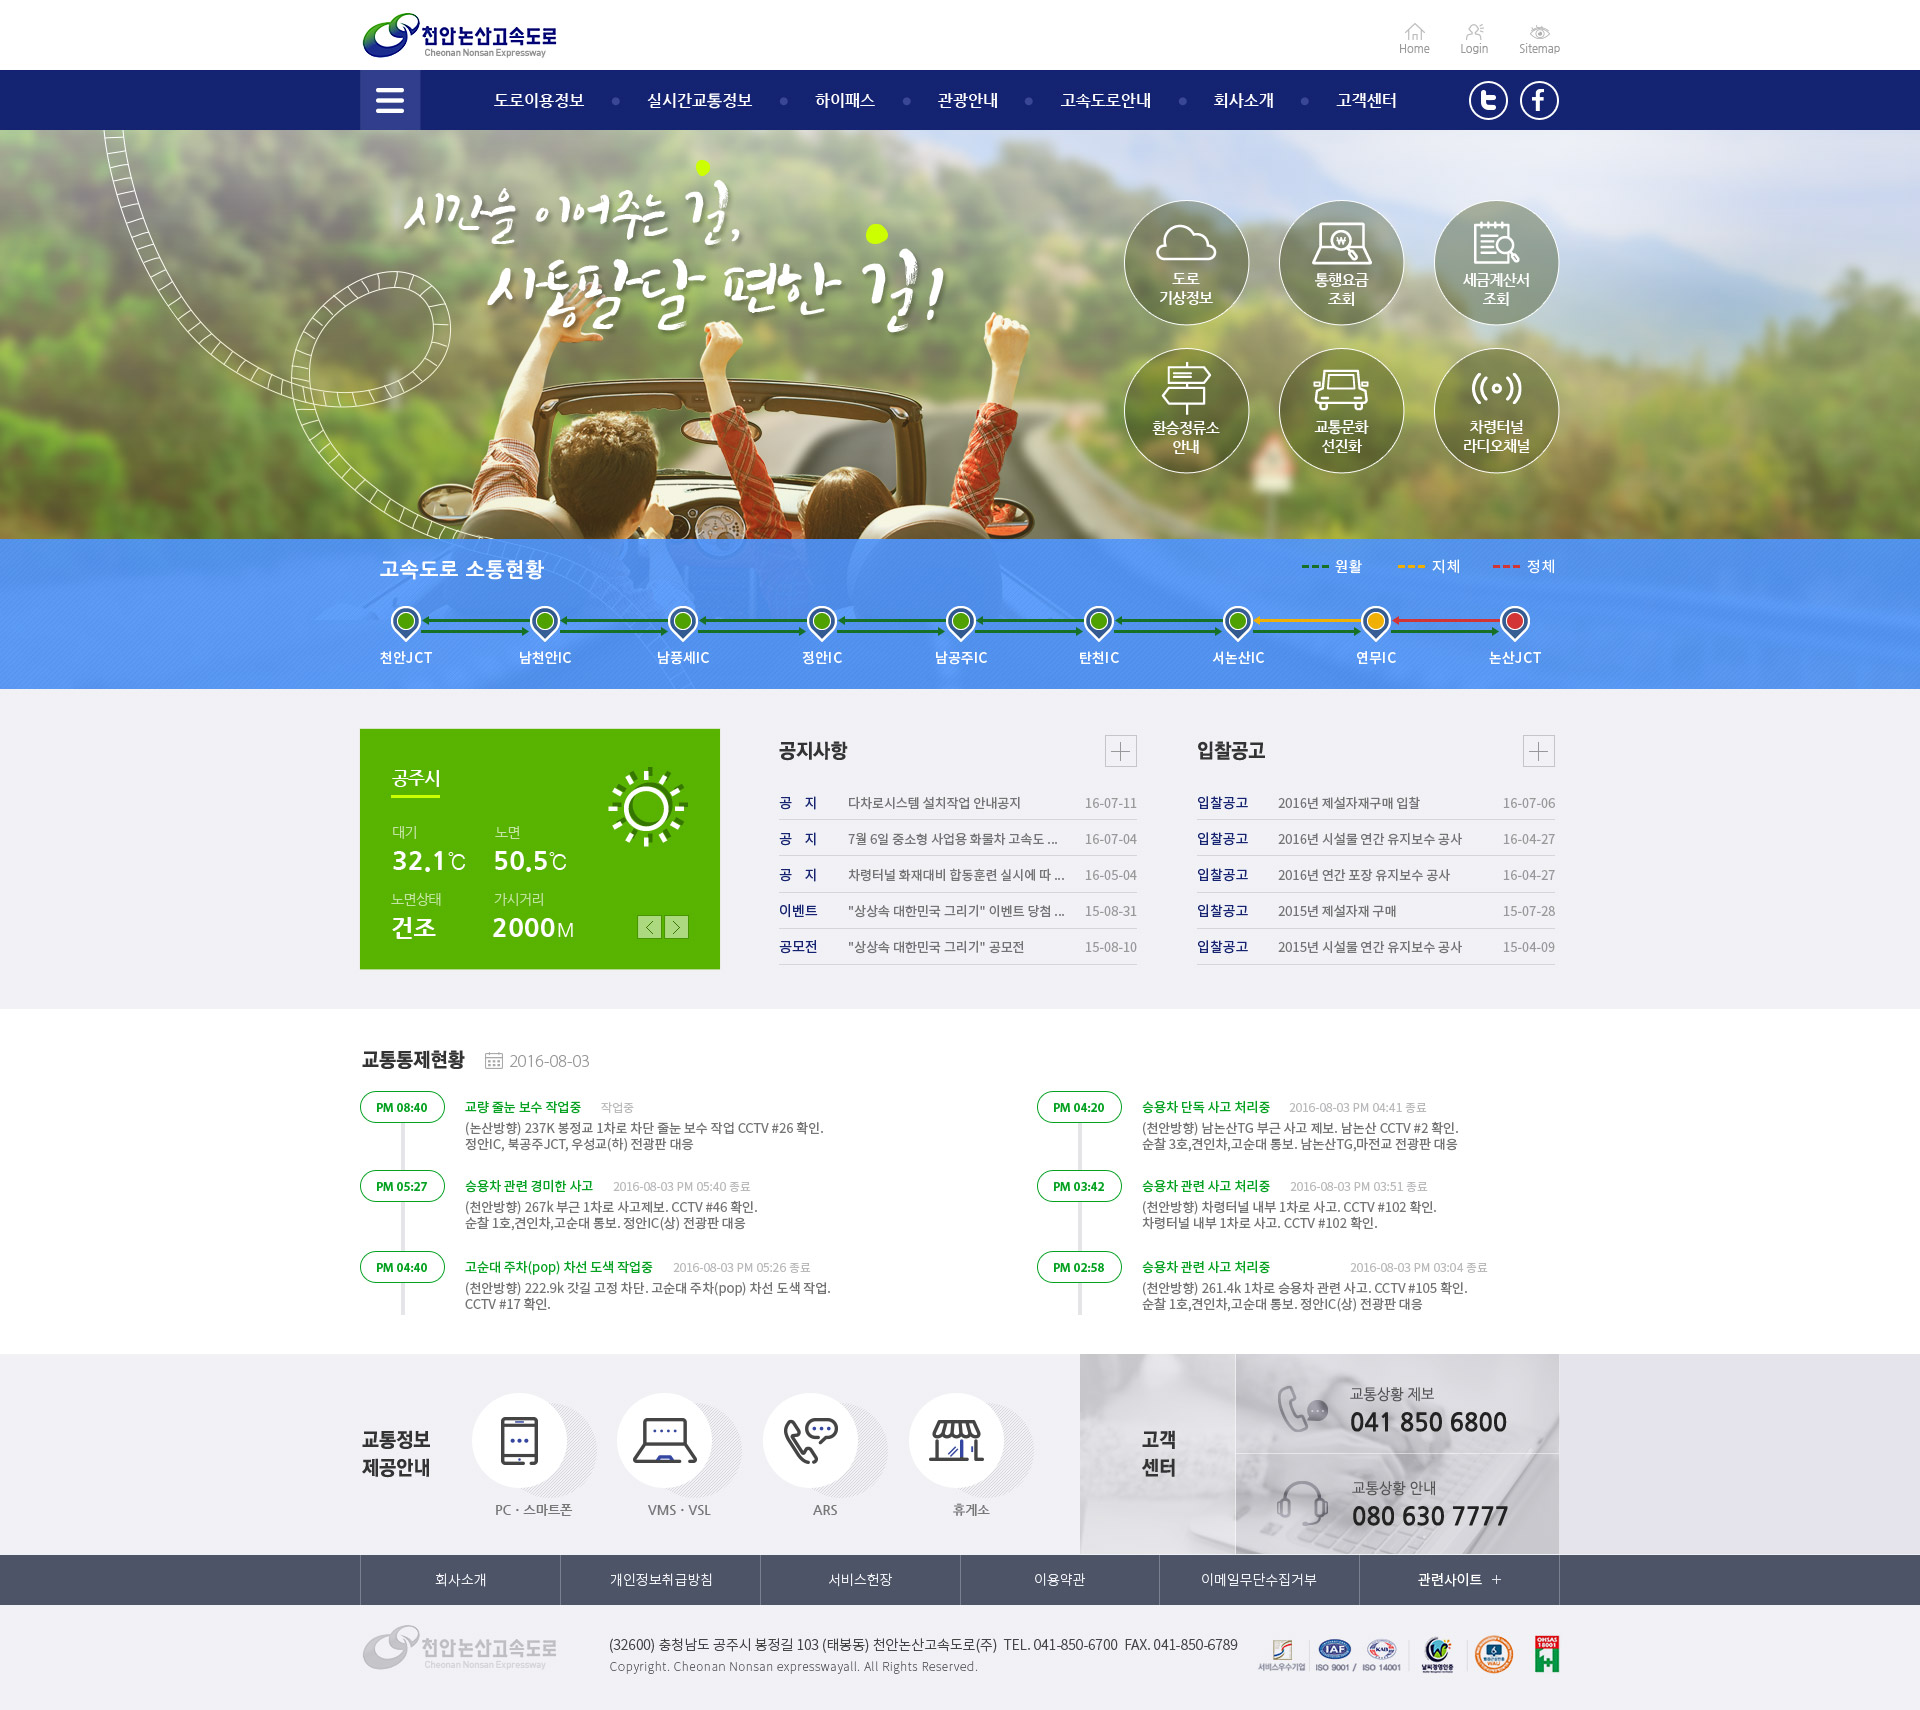 천안논산고속도로
Cheonan Nonsan Expressway
Home
Login
Sitemap
도로이용정보
실시간교통정보
하이패스
관광안내
고속도로안내
회사소개
고객센터
시간을 이어주는 길,
사통팔달 편한 길!
도로
기상정보
통행요금
조회
세금계산서
조회
환승정류소
안내
교통문화
선진화
차령터널
라디오채널
고속도로 소통현황
원활
지체
정체
천안JCT
남천안IC
남풍세IC
정안IC
남공주IC
탄천IC
서논산IC
연무IC
논산JCT
공주시
대기
노면
32.1℃
50.5℃
노면상태
가시거리
건조
2000M
공지사항
공 지 다차로시스템 설치작업 안내공지 16-07-11
공 지 7월 6일 중소형 사업용 화물차 고속도 ... 16-07-04
공 지 차령터널 화재대비 합동훈련 실시에 따 ... 16-05-04
이벤트 "상상속 대한민국 그리기" 이벤트 당첨 ... 15-08-31
공모전 "상상속 대한민국 그리기" 공모전 15-08-10
입찰공고
입찰공고 2016년 제설자재구매 입찰 16-07-06
입찰공고 2016년 시설물 연간 유지보수 공사 16-04-27
입찰공고 2016년 연간 포장 유지보수 공사 16-04-27
입찰공고 2015년 제설자재 구매 15-07-28
입찰공고 2015년 시설물 연간 유지보수 공사 15-04-09
교통통제현황 2016-08-03
PM 08:40 교량 줄눈 보수 작업중 작업중
(논산방향) 237K 봉정교 1차로 차단 줄눈 보수 작업 CCTV #26 확인.
정안IC, 북공주JCT, 우성교(하) 전광판 대응
PM 05:27 승용차 관련 경미한 사고 2016-08-03 PM 05:40 종료
(천안방향) 267k 부근 1차로 사고제보. CCTV #46 확인.
순찰 1호,견인차,고순대 통보. 정안IC(상) 전광판 대응
PM 04:40 고순대 주차(pop) 차선 도색 작업중 2016-08-03 PM 05:26 종료
(천안방향) 222.9k 갓길 고정 차단. 고순대 주차(pop) 차선 도색 작업.
CCTV #17 확인.
PM 04:20 승용차 단독 사고 처리중 2016-08-03 PM 04:41 종료
(천안방향) 남논산TG 부근 사고 제보. 남논산 CCTV #2 확인.
순찰 3호,견인차,고순대 통보. 남논산TG,마전교 전광판 대응
PM 03:42 승용차 관련 사고 처리중 2016-08-03 PM 03:51 종료
(천안방향) 차령터널 내부 1차로 사고. CCTV #102 확인.
차령터널 내부 1차로 사고. CCTV #102 확인.
PM 02:58 승용차 관련 사고 처리중 2016-08-03 PM 03:04 종료
(천안방향) 261.4k 1차로 승용차 관련 사고. CCTV #105 확인.
순찰 1호,견인차,고순대 통보. 정안IC(상) 전광판 대응
교통정보
제공안내
PC · 스마트폰
VMS · VSL
ARS
휴게소
고객
센터
교통상황 제보
041 850 6800
교통상황 안내
080 630 7777
회사소개
개인정보취급방침
서비스헌장
이용약관
이메일무단수집거부
관련사이트 +
천안논산고속도로
Cheonan Nonsan Expressway
(32600) 충청남도 공주시 봉정길 103 (태봉동) 천안논산고속도로(주) TEL. 041-850-6700 FAX. 041-850-6789
Copyright. Cheonan Nonsan expresswayall. All Rights Reserved.
서비스우수기업
IAF
ISO 9001 /
KAB
ISO 14001
날씨경영인증
OHSAS
18001